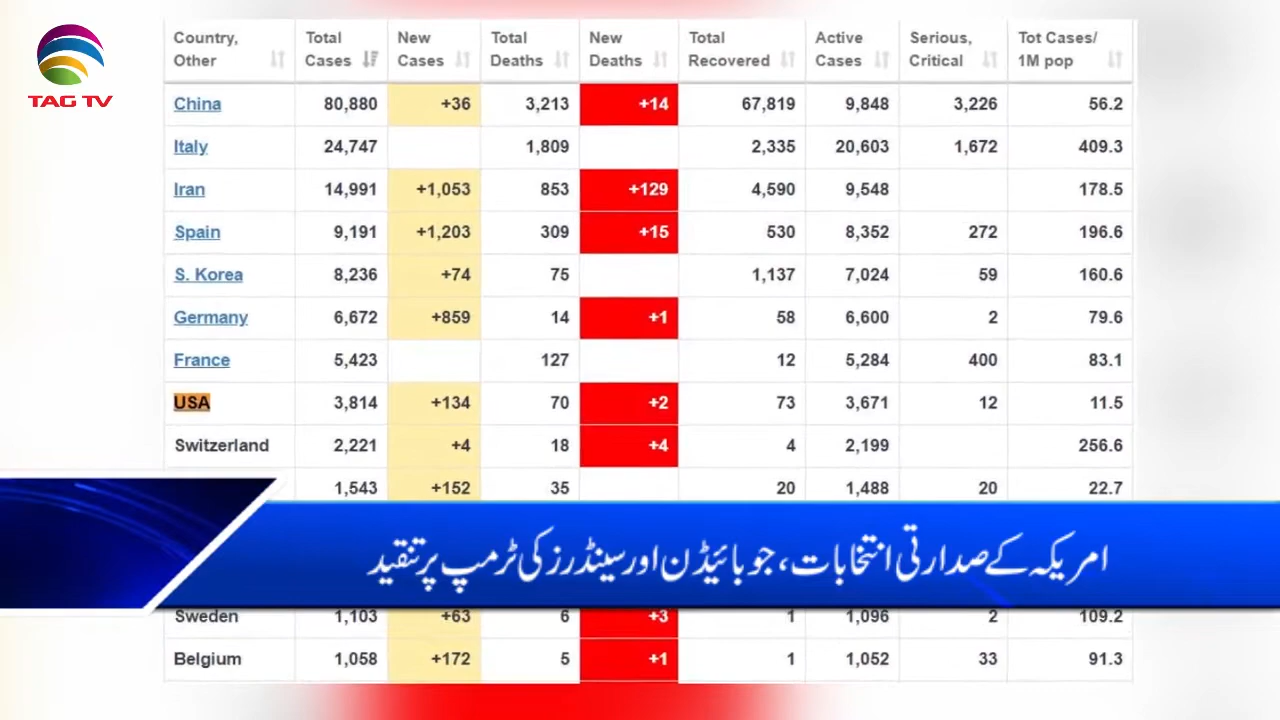 TAG TV
Country, Other Total Cases New Cases Total Deaths New Deaths Total Recovered Active Cases Serious, Critical Tot Cases/ 1M pop
China 80,880 +36 3,213 +14 67,819 9,848 3,226 56.2
Italy 24,747 1,809 2,335 20,603 1,672 409.3
Iran 14,991 +1,053 853 +129 4,590 9,548 178.5
Spain 9,191 +1,203 309 +15 530 8,352 272 196.6
S. Korea 8,236 +74 75 1,137 7,024 59 160.6
Germany 6,672 +859 14 +1 58 6,600 2 79.6
France 5,423 127 12 5,284 400 83.1
USA 3,814 +134 70 +2 73 3,671 12 11.5
Switzerland 2,221 +4 18 +4 4 2,199 256.6
1,543 +152 35 20 1,488 20 22.7
امریکہ کے صدارتی انتخابات، جو بائیڈن اور سینڈرز کی ٹرمپ پر تنقید
Sweden 1,103 +63 6 +3 1 1,096 2 109.2
Belgium 1,058 +172 5 +1 1 1,052 33 91.3